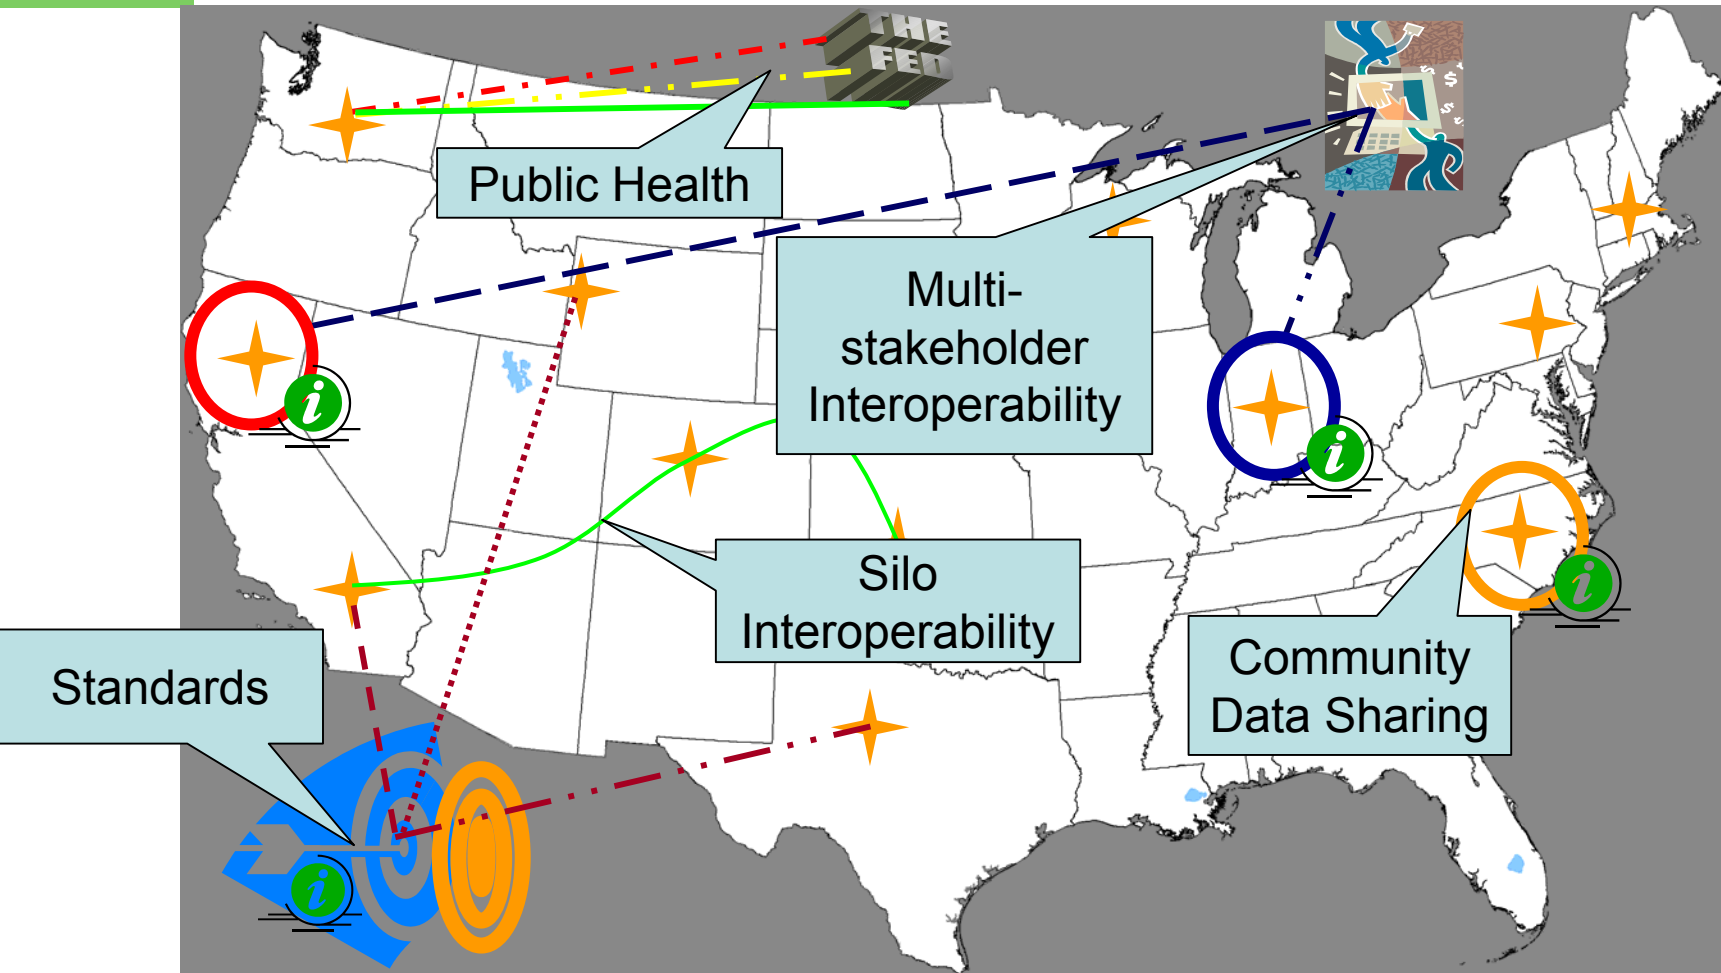 THE
FED
Public Health
Multi-
stakeholder
Interoperability
i
i
i
Silo
Interoperability
Community
Data Sharing
Standards
i
$